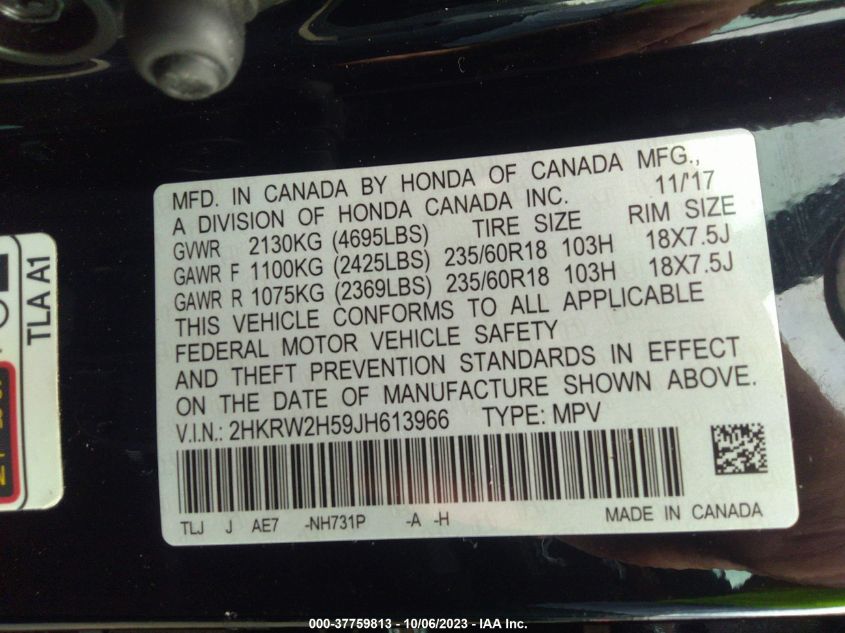 MFD. IN CANADA BY HONDA OF CANADA MFG.,
A DIVISION OF HONDA CANADA INC. 11/'17
GVWR 2130KG (4695LBS) TIRE SIZE RIM SIZE
GAWR F 1100KG (2425LBS) 235/60R18 103H 18X7.5J
GAWR R 1075KG (2369LBS) 235/60R18 103H 18X7.5J
THIS VEHICLE CONFORMS TO ALL APPLICABLE
FEDERAL MOTOR VEHICLE SAFETY
AND THEFT PREVENTION STANDARDS IN EFFECT
ON THE DATE OF MANUFACTURE SHOWN ABOVE.
V.I.N.: 2HKRW2H59JH613966 TYPE: MPV
TLJ J AE7 -NH731P -A -H MADE IN CANADA
TLA A1
000-37759813 - 10/06/2023 - IAA Inc.